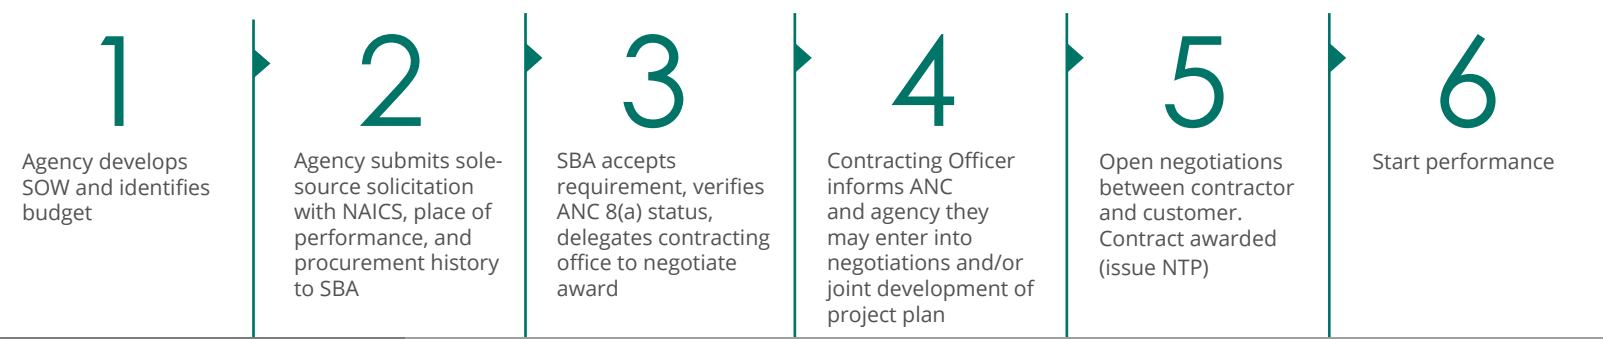 1
Agency develops
SOW and identifies
budget
2
Agency submits sole-
source solicitation
with NAICS, place of
performance, and
procurement history
to SBA
3
SBA accepts
requirement, verifies
ANC 8(a) status,
delegates contracting
office to negotiate
award
4
Contracting Officer
informs ANC
and agency they
may enter into
negotiations and/or
joint development of
project plan
5
Open negotiations
between contractor
and customer.
Contract awarded
(issue NTP)
6
Start performance